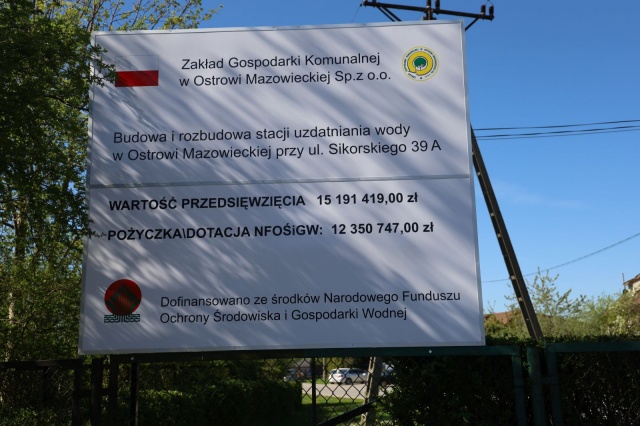 Zakład Gospodarki Komunalnej
w Ostrowi Mazowieckiej Sp.z o.o.
Budowa i rozbudowa stacji uzdatniania wody
w Ostrowi Mazowieckiej przy ul. Sikorskiego 39 A
WARTOŚĆ PRZEDSIĘWZIĘCIA 15 191 419,00 zł
POŻYCZKA\DOTACJA NFOŚiGW: 12 350 747,00 zł
Dofinansowano ze środków Narodowego Funduszu
Ochrony Środowiska i Gospodarki Wodnej